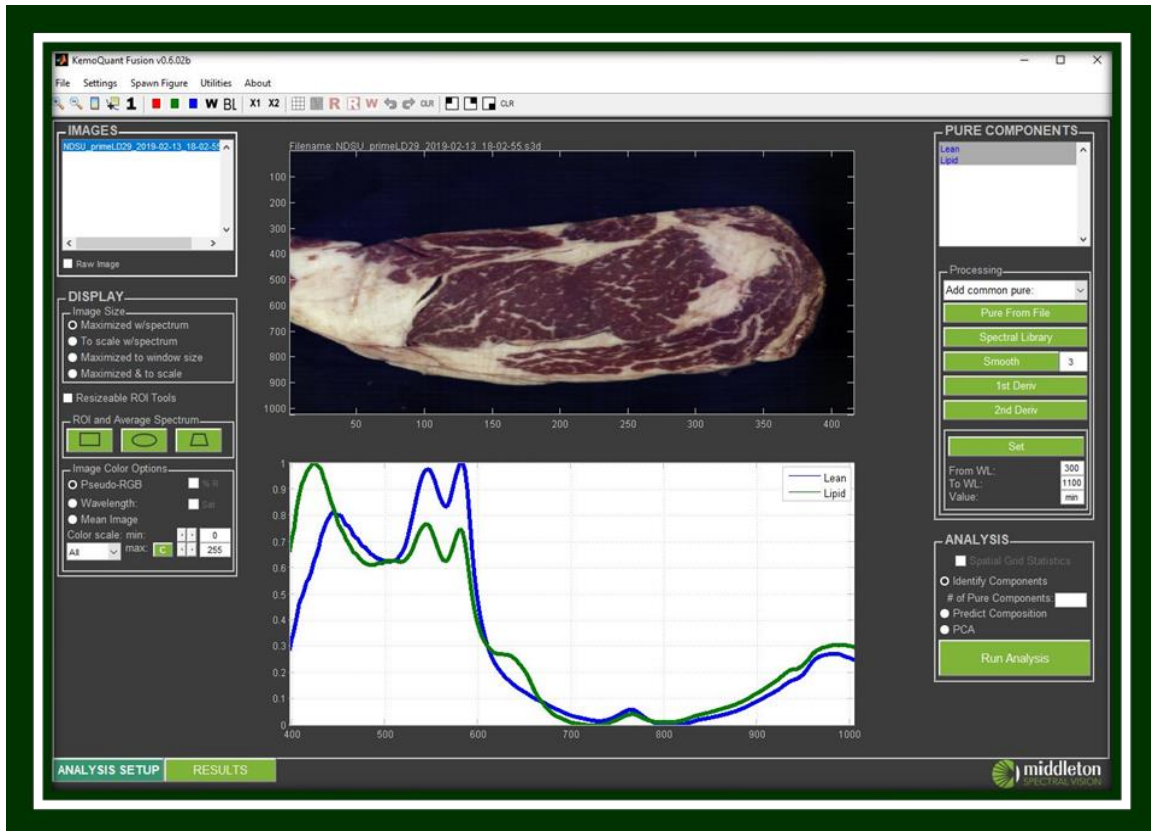 KemoQuant Fusion v0.6.02b
File Settings Spawn Figure Utilities About
1 W BL X1 X2 R W CLR CLR
IMAGES
NDSU_primeLD29_2019-02-13_18-02-55
Raw Image
DISPLAY
Image Size
Maximized w/spectrum
To scale w/spectrum
Maximized to window size
Maximized & to scale
Resizeable ROI Tools
ROI and Average Spectrum
Image Color Options
Pseudo-RGB % R
Wavelength: Sat
Mean Image
Color scale: min: 0
All max: C 255
Filename: NDSU_primeLD29_2019-02-13_18-02-55.s3d
100
200
300
400
500
600
700
800
900
1000
50 100 150 200 250 300 350 400
1
0.9
0.8
0.7
0.6
0.5
0.4
0.3
0.2
0.1
0
400 500 600 700 800 900 1000
Lean
Lipid
PURE COMPONENTS
Lean
Lipid
Processing
Add common pure:
Pure From File
Spectral Library
Smooth 3
1st Deriv
2nd Deriv
Set
From WL: 300
To WL: 1100
Value: min
ANALYSIS
Spatial Grid Statistics
Identify Components
# of Pure Components:
Predict Composition
PCA
Run Analysis
ANALYSIS SETUP RESULTS
middleton
SPECTRAL VISION